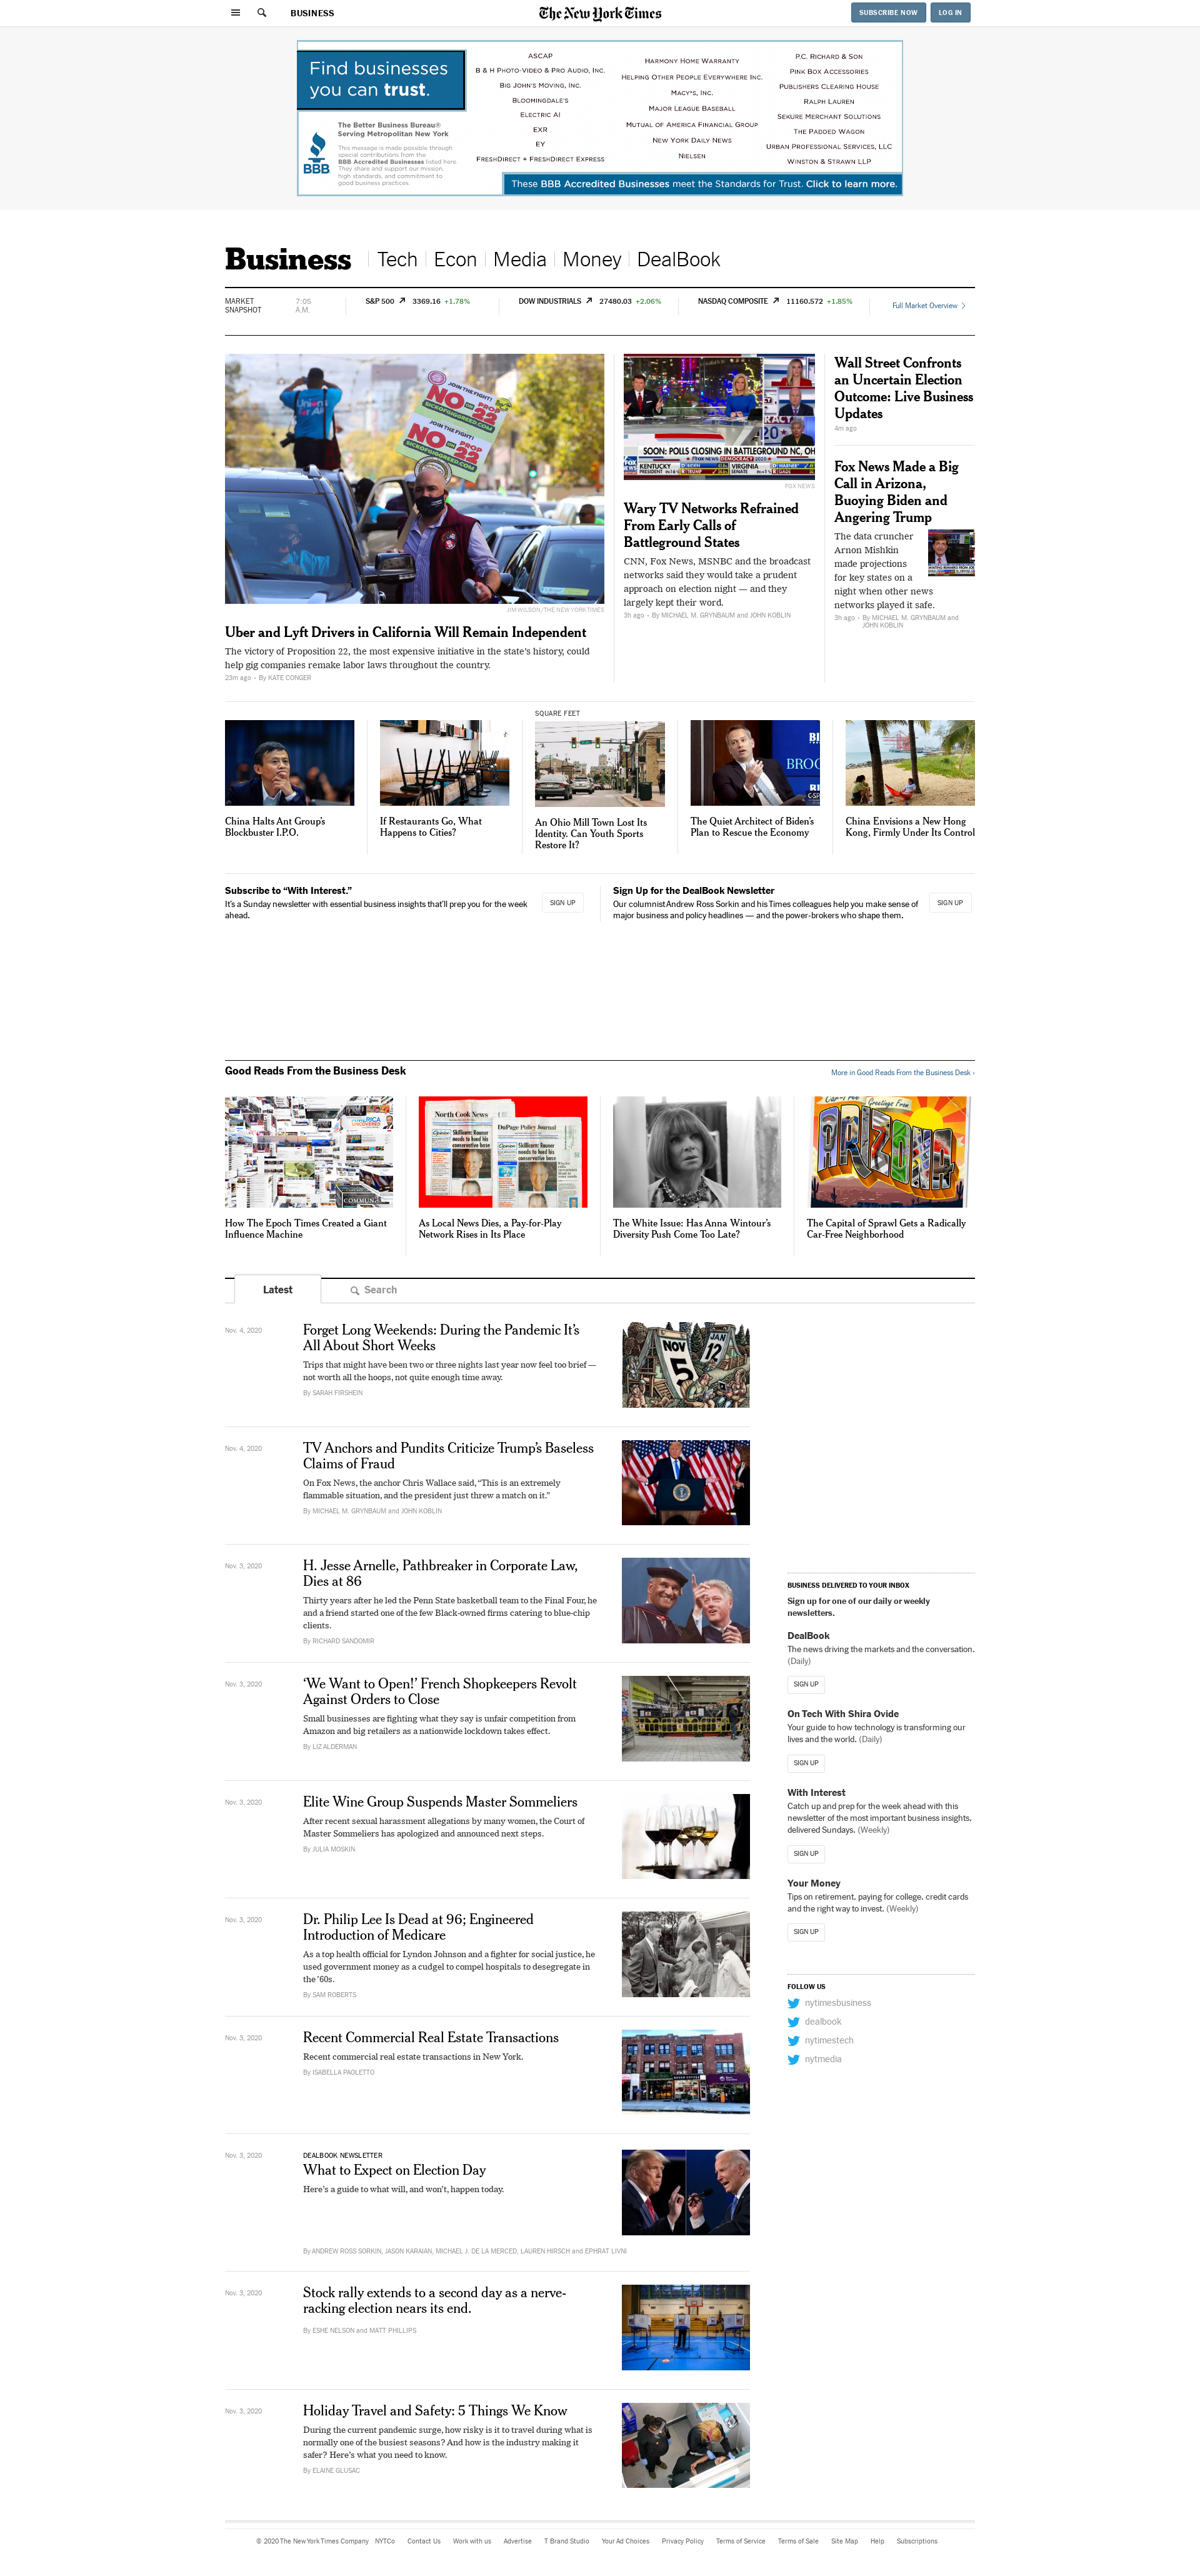 BUSINESS
The New York Times
SUBSCRIBE NOW
LOG IN
Find businesses
you can trust.
The Better Business Bureau®
Serving Metropolitan New York
This message is made possible through
special contributions from the
BBB Accredited Businesses listed here.
They share and support our mission,
high standards, and commitment to
good business practices.
BBB
ASCAP
B & H PHOTO-VIDEO & PRO AUDIO, INC.
BIG JOHN'S MOVING, INC.
BLOOMINGDALE'S
ELECTRIC AI
EXR
EY
FRESHDIRECT + FRESHDIRECT EXPRESS
HARMONY HOME WARRANTY
HELPING OTHER PEOPLE EVERYWHERE INC.
MACY*S, INC.
MAJOR LEAGUE BASEBALL
MUTUAL OF AMERICA FINANCIAL GROUP
NEW YORK DAILY NEWS
NIELSEN
P.C. RICHARD & SON
PINK BOX ACCESSORIES
PUBLISHERS CLEARING HOUSE
RALPH LAUREN
SEKURE MERCHANT SOLUTIONS
THE PADDED WAGON
URBAN PROFESSIONAL SERVICES, LLC
WINSTON & STRAWN LLP
These BBB Accredited Businesses meet the Standards for Trust. Click to learn more.
Business
Tech
Econ
Media
Money
DealBook
MARKET
SNAPSHOT
7:05
A.M.
S&P 500 3369.16 +1.78%
DOW INDUSTRIALS 27480.03 +2.06%
NASDAQ COMPOSITE 11160.572 +1.85%
Full Market Overview
JOIN THE FIGHT!
NO ON PROP 22
SICKOFGIGGREED.COM
JOIN THE FIGHT!
NO ON PROP 22
JIM WILSON/THE NEW YORK TIMES
Uber and Lyft Drivers in California Will Remain Independent
The victory of Proposition 22, the most expensive initiative in the state's history, could
help gig companies remake labor laws throughout the country.
23m ago • By KATE CONGER
SOON: POLLS CLOSING IN BATTLEGROUND NC, OH
KENTUCKY
DEMOCRACY 2020
VIRGINIA
FOX NEWS
Wary TV Networks Refrained
From Early Calls of
Battleground States
CNN, Fox News, MSNBC and the broadcast
networks said they would take a prudent
approach on election night — and they
largely kept their word.
3h ago • By MICHAEL M. GRYNBAUM and JOHN KOBLIN
Wall Street Confronts
an Uncertain Election
Outcome: Live Business
Updates
4m ago
Fox News Made a Big
Call in Arizona,
Buoying Biden and
Angering Trump
The data cruncher
Arnon Mishkin
made projections
for key states on a
night when other news
networks played it safe.
3h ago • By MICHAEL M. GRYNBAUM and
JOHN KOBLIN
China Halts Ant Group's
Blockbuster I.P.O.
If Restaurants Go, What
Happens to Cities?
SQUARE FEET
An Ohio Mill Town Lost Its
Identity. Can Youth Sports
Restore It?
The Quiet Architect of Biden's
Plan to Rescue the Economy
China Envisions a New Hong
Kong, Firmly Under Its Control
Subscribe to “With Interest.”
It's a Sunday newsletter with essential business insights that'll prep you for the week
ahead.
SIGN UP
Sign Up for the DealBook Newsletter
Our columnist Andrew Ross Sorkin and his Times colleagues help you make sense of
major business and policy headlines — and the power-brokers who shape them.
SIGN UP
Good Reads From the Business Desk
More in Good Reads From the Business Desk ›
North Cook News
DuPage Policy Journal
Greetings From
ARIZONA
How The Epoch Times Created a Giant
Influence Machine
As Local News Dies, a Pay-for-Play
Network Rises in Its Place
The White Issue: Has Anna Wintour's
Diversity Push Come Too Late?
The Capital of Sprawl Gets a Radically
Car-Free Neighborhood
Latest
Search
Nov. 4, 2020
Forget Long Weekends: During the Pandemic It's
All About Short Weeks
Trips that might have been two or three nights last year now feel too brief —
not worth all the hoops, not quite enough time away.
By SARAH FIRSHEIN
NOV 5
JAN 12
Nov. 4, 2020
TV Anchors and Pundits Criticize Trump's Baseless
Claims of Fraud
On Fox News, the anchor Chris Wallace said, “This is an extremely
flammable situation, and the president just threw a match on it.”
By MICHAEL M. GRYNBAUM and JOHN KOBLIN
Nov. 3, 2020
H. Jesse Arnelle, Pathbreaker in Corporate Law,
Dies at 86
Thirty years after he led the Penn State basketball team to the Final Four, he
and a friend started one of the few Black-owned firms catering to blue-chip
clients.
By RICHARD SANDOMIR
Nov. 3, 2020
‘We Want to Open!’ French Shopkeepers Revolt
Against Orders to Close
Small businesses are fighting what they say is unfair competition from
Amazon and big retailers as a nationwide lockdown takes effect.
By LIZ ALDERMAN
Nov. 3, 2020
Elite Wine Group Suspends Master Sommeliers
After recent sexual harassment allegations by many women, the Court of
Master Sommeliers has apologized and announced next steps.
By JULIA MOSKIN
Nov. 3, 2020
Dr. Philip Lee Is Dead at 96; Engineered
Introduction of Medicare
As a top health official for Lyndon Johnson and a fighter for social justice, he
used government money as a cudgel to compel hospitals to desegregate in
the '60s.
By SAM ROBERTS
Nov. 3, 2020
Recent Commercial Real Estate Transactions
Recent commercial real estate transactions in New York.
By ISABELLA PAOLETTO
Nov. 3, 2020
DEALBOOK NEWSLETTER
What to Expect on Election Day
Here's a guide to what will, and won't, happen today.
By ANDREW ROSS SORKIN, JASON KARAIAN, MICHAEL J. DE LA MERCED, LAUREN HIRSCH and EPHRAT LIVNI
Nov. 3, 2020
Stock rally extends to a second day as a nerve-
racking election nears its end.
By ESHE NELSON and MATT PHILLIPS
Nov. 3, 2020
Holiday Travel and Safety: 5 Things We Know
During the current pandemic surge, how risky is it to travel during what is
normally one of the busiest seasons? And how is the industry making it
safer? Here's what you need to know.
By ELAINE GLUSAC
BUSINESS DELIVERED TO YOUR INBOX
Sign up for one of our daily or weekly
newsletters.
DealBook
The news driving the markets and the conversation.
(Daily)
SIGN UP
On Tech With Shira Ovide
Your guide to how technology is transforming our
lives and the world. (Daily)
SIGN UP
With Interest
Catch up and prep for the week ahead with this
newsletter of the most important business insights,
delivered Sundays. (Weekly)
SIGN UP
Your Money
Tips on retirement, paying for college, credit cards
and the right way to invest. (Weekly)
SIGN UP
FOLLOW US
nytimesbusiness
dealbook
nytimestech
nytmedia
© 2020 The New York Times Company
NYTCo
Contact Us
Work with us
Advertise
T Brand Studio
Your Ad Choices
Privacy Policy
Terms of Service
Terms of Sale
Site Map
Help
Subscriptions